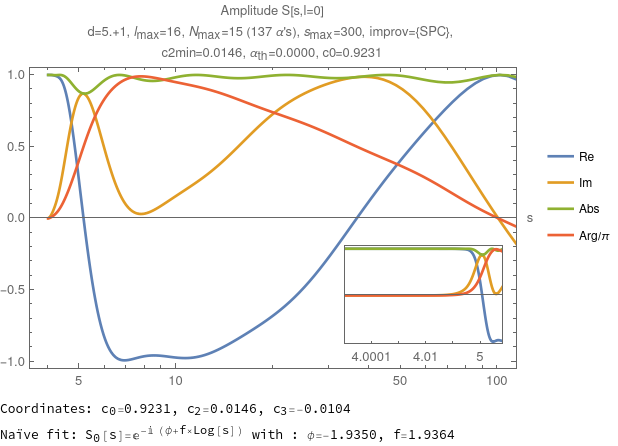 Amplitude S[s,l=0]
d=5.+1, lmax=16, Nmax=15 (137 α's), smax=300, improv={SPC},
c2min=0.0146, αth=0.0000, c0=0.9231
1.0
0.5
0.0
-0.5
-1.0
s
5
10
50
100
4.0001
4.01
5
Re
Im
Abs
Arg/π
Coordinates: c0=0.9231, c2=0.0146, c3=-0.0104
Naïve fit: S0[s]=e^-i (ϕ+f×Log[s]) with : ϕ=-1.9350, f=1.9364